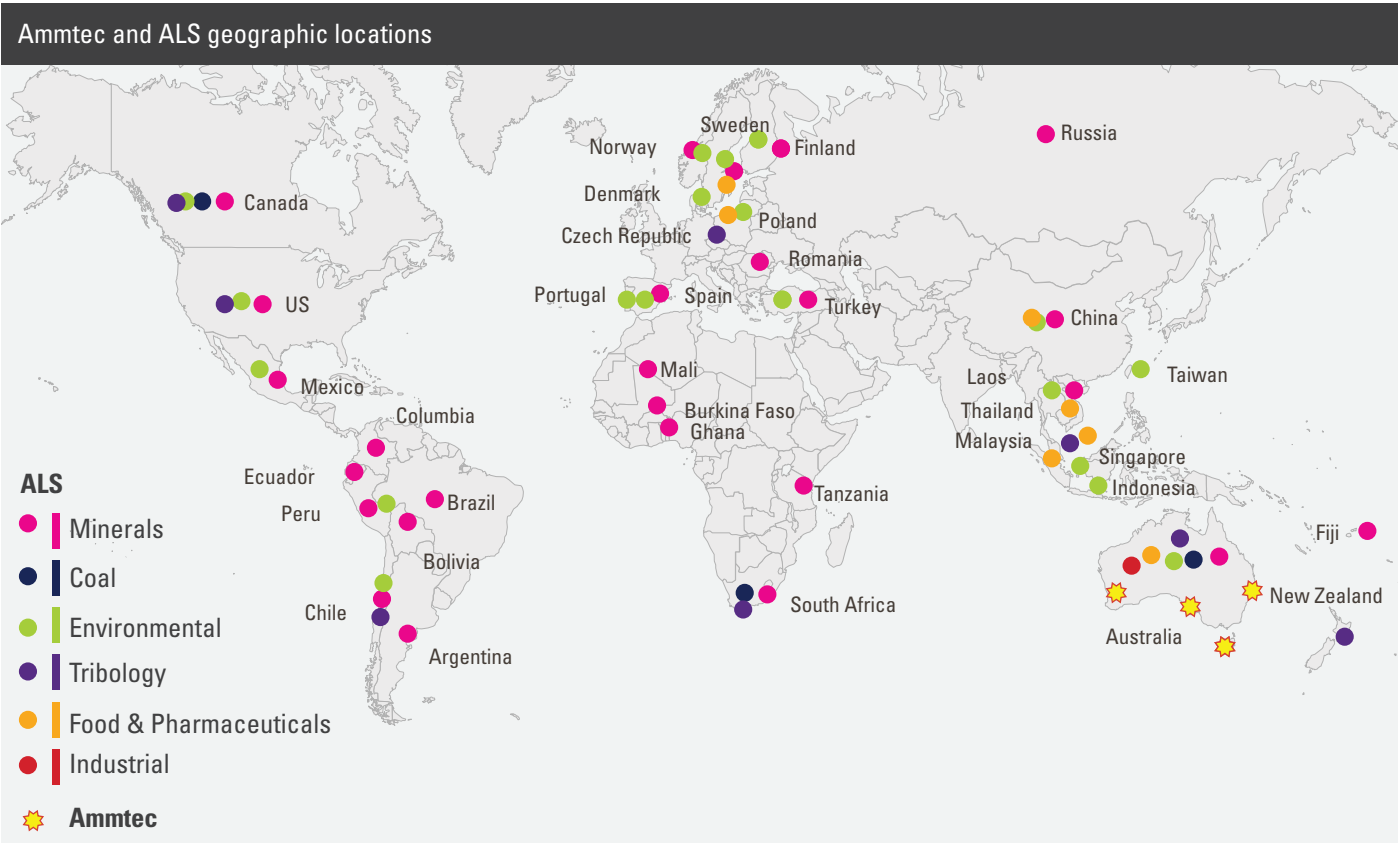 Ammtec and ALS geographic locations
Sweden
Norway
Finland
Russia
Denmark
Canada
Poland
Czech Republic
Romania
Portugal
Spain
Turkey
US
China
Mali
Laos
Taiwan
Mexico
Columbia
Burkina Faso
Thailand
Ghana
Malaysia
Singapore
Ecuador
Tanzania
Indonesia
Brazil
Peru
Fiji
Bolivia
New Zealand
South Africa
Chile
Australia
Argentina
ALS
Minerals
Coal
Environmental
Tribology
Food & Pharmaceuticals
Industrial
Ammtec